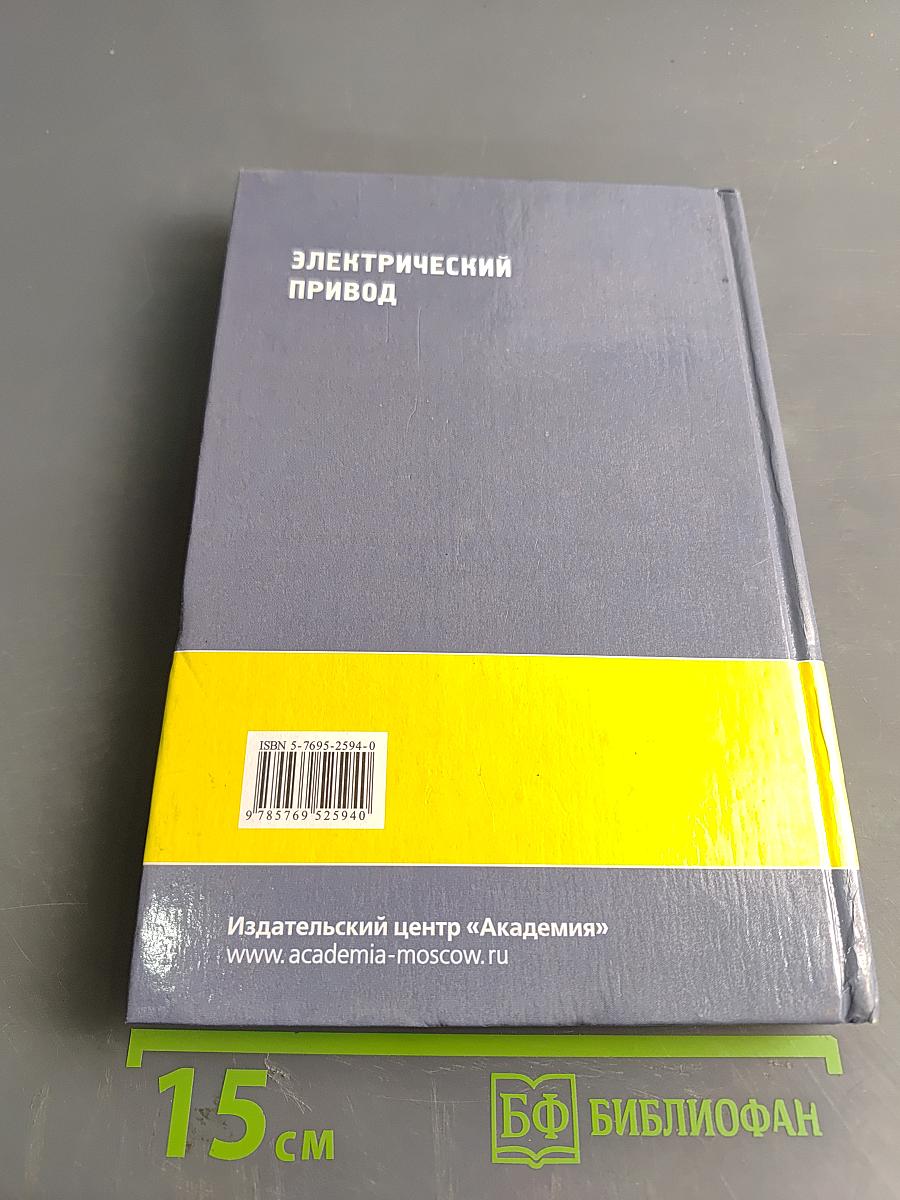 ЭЛЕКТРИЧЕСКИЙ
ПРИВОД
ISBN 5-7695-2594-0
9 785769 525940
Издательский центр «Академия»
www.academia-moscow.ru
15 см
БФ БИБЛИОФАН